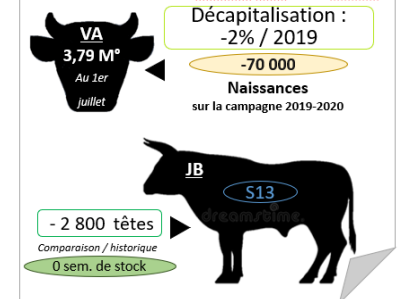 VA
3,79 M°
Au 1er
juillet
Décapitalisation :
-2% / 2019
-70 000
Naissances
sur la campagne 2019-2020
JB
S13
dreamstime.
- 2 800 têtes
Comparaison / historique
0 sem. de stock